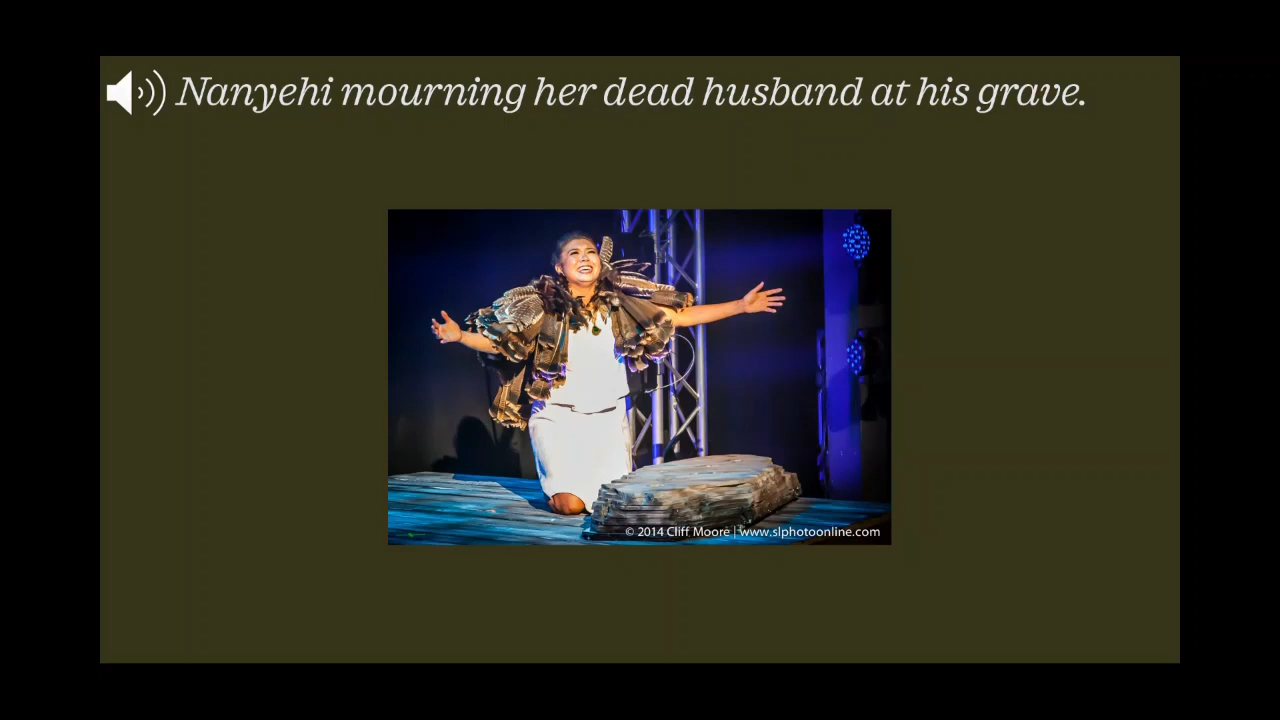 Nanyehi mourning her dead husband at his grave.
© 2014 Cliff Moore | www.slphotoonline.com